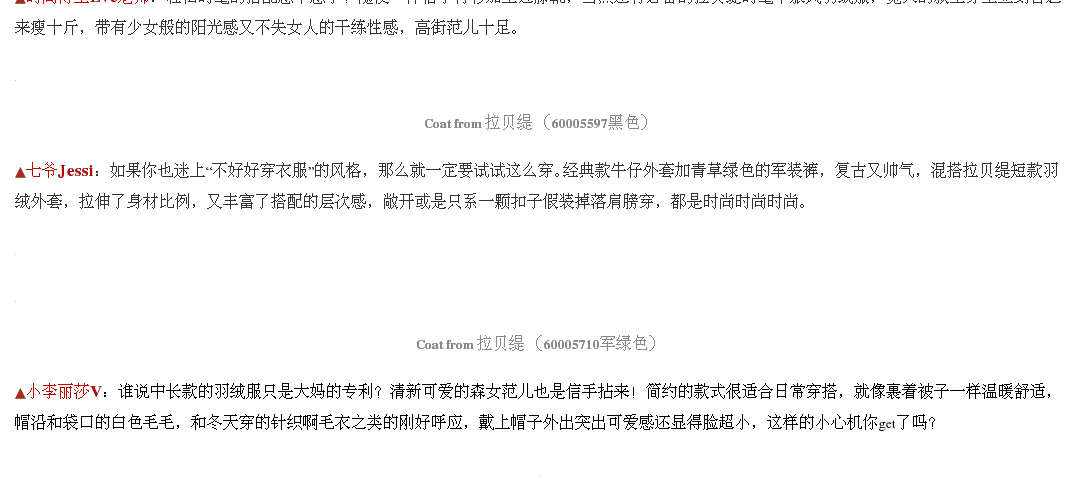 来瘦十斤，带有少女般的阳光感又不失女人的干练性感，高街范儿十足。
Coat from 拉贝缇（60005597黑色）
▲七爷Jessi：如果你也迷上“不好好穿衣服”的风格，那么就一定要试试这么穿。经典款牛仔外套加青草绿色的军装裤，复古又帅气，混搭拉贝缇短款羽
绒外套，拉伸了身材比例，又丰富了搭配的层次感，敞开或是只系一颗扣子假装掉落肩膀穿，都是时尚时尚时尚。
Coat from 拉贝缇（60005710军绿色）
▲小李丽莎V：谁说中长款的羽绒服只是大妈的专利？清新可爱的森女范儿也是信手拈来！简约的款式很适合日常穿搭，就像裹着被子一样温暖舒适，
帽沿和袋口的白色毛毛，和冬天穿的针织啊毛衣之类的刚好呼应，戴上帽子外出突出可爱感还显得脸超小，这样的小心机你get了吗？